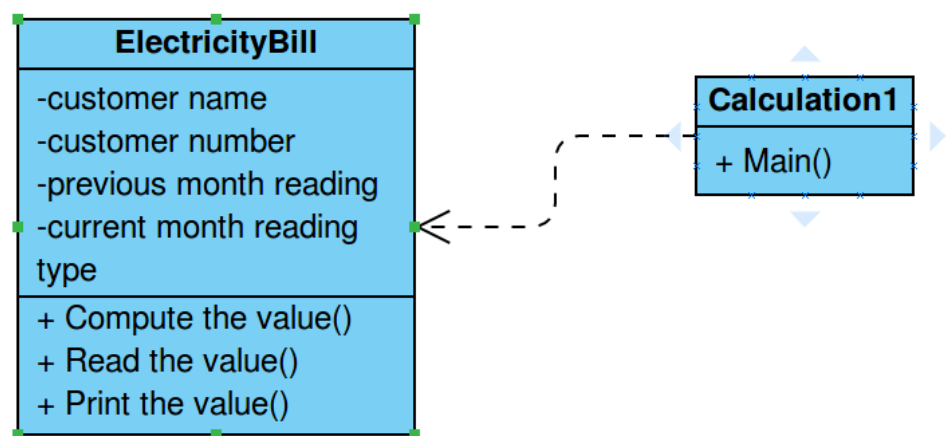 ElectricityBill
-customer name
-customer number
-previous month reading
-current month reading
type
+ Compute the value()
+ Read the value()
+ Print the value()
Calculation1
+ Main()